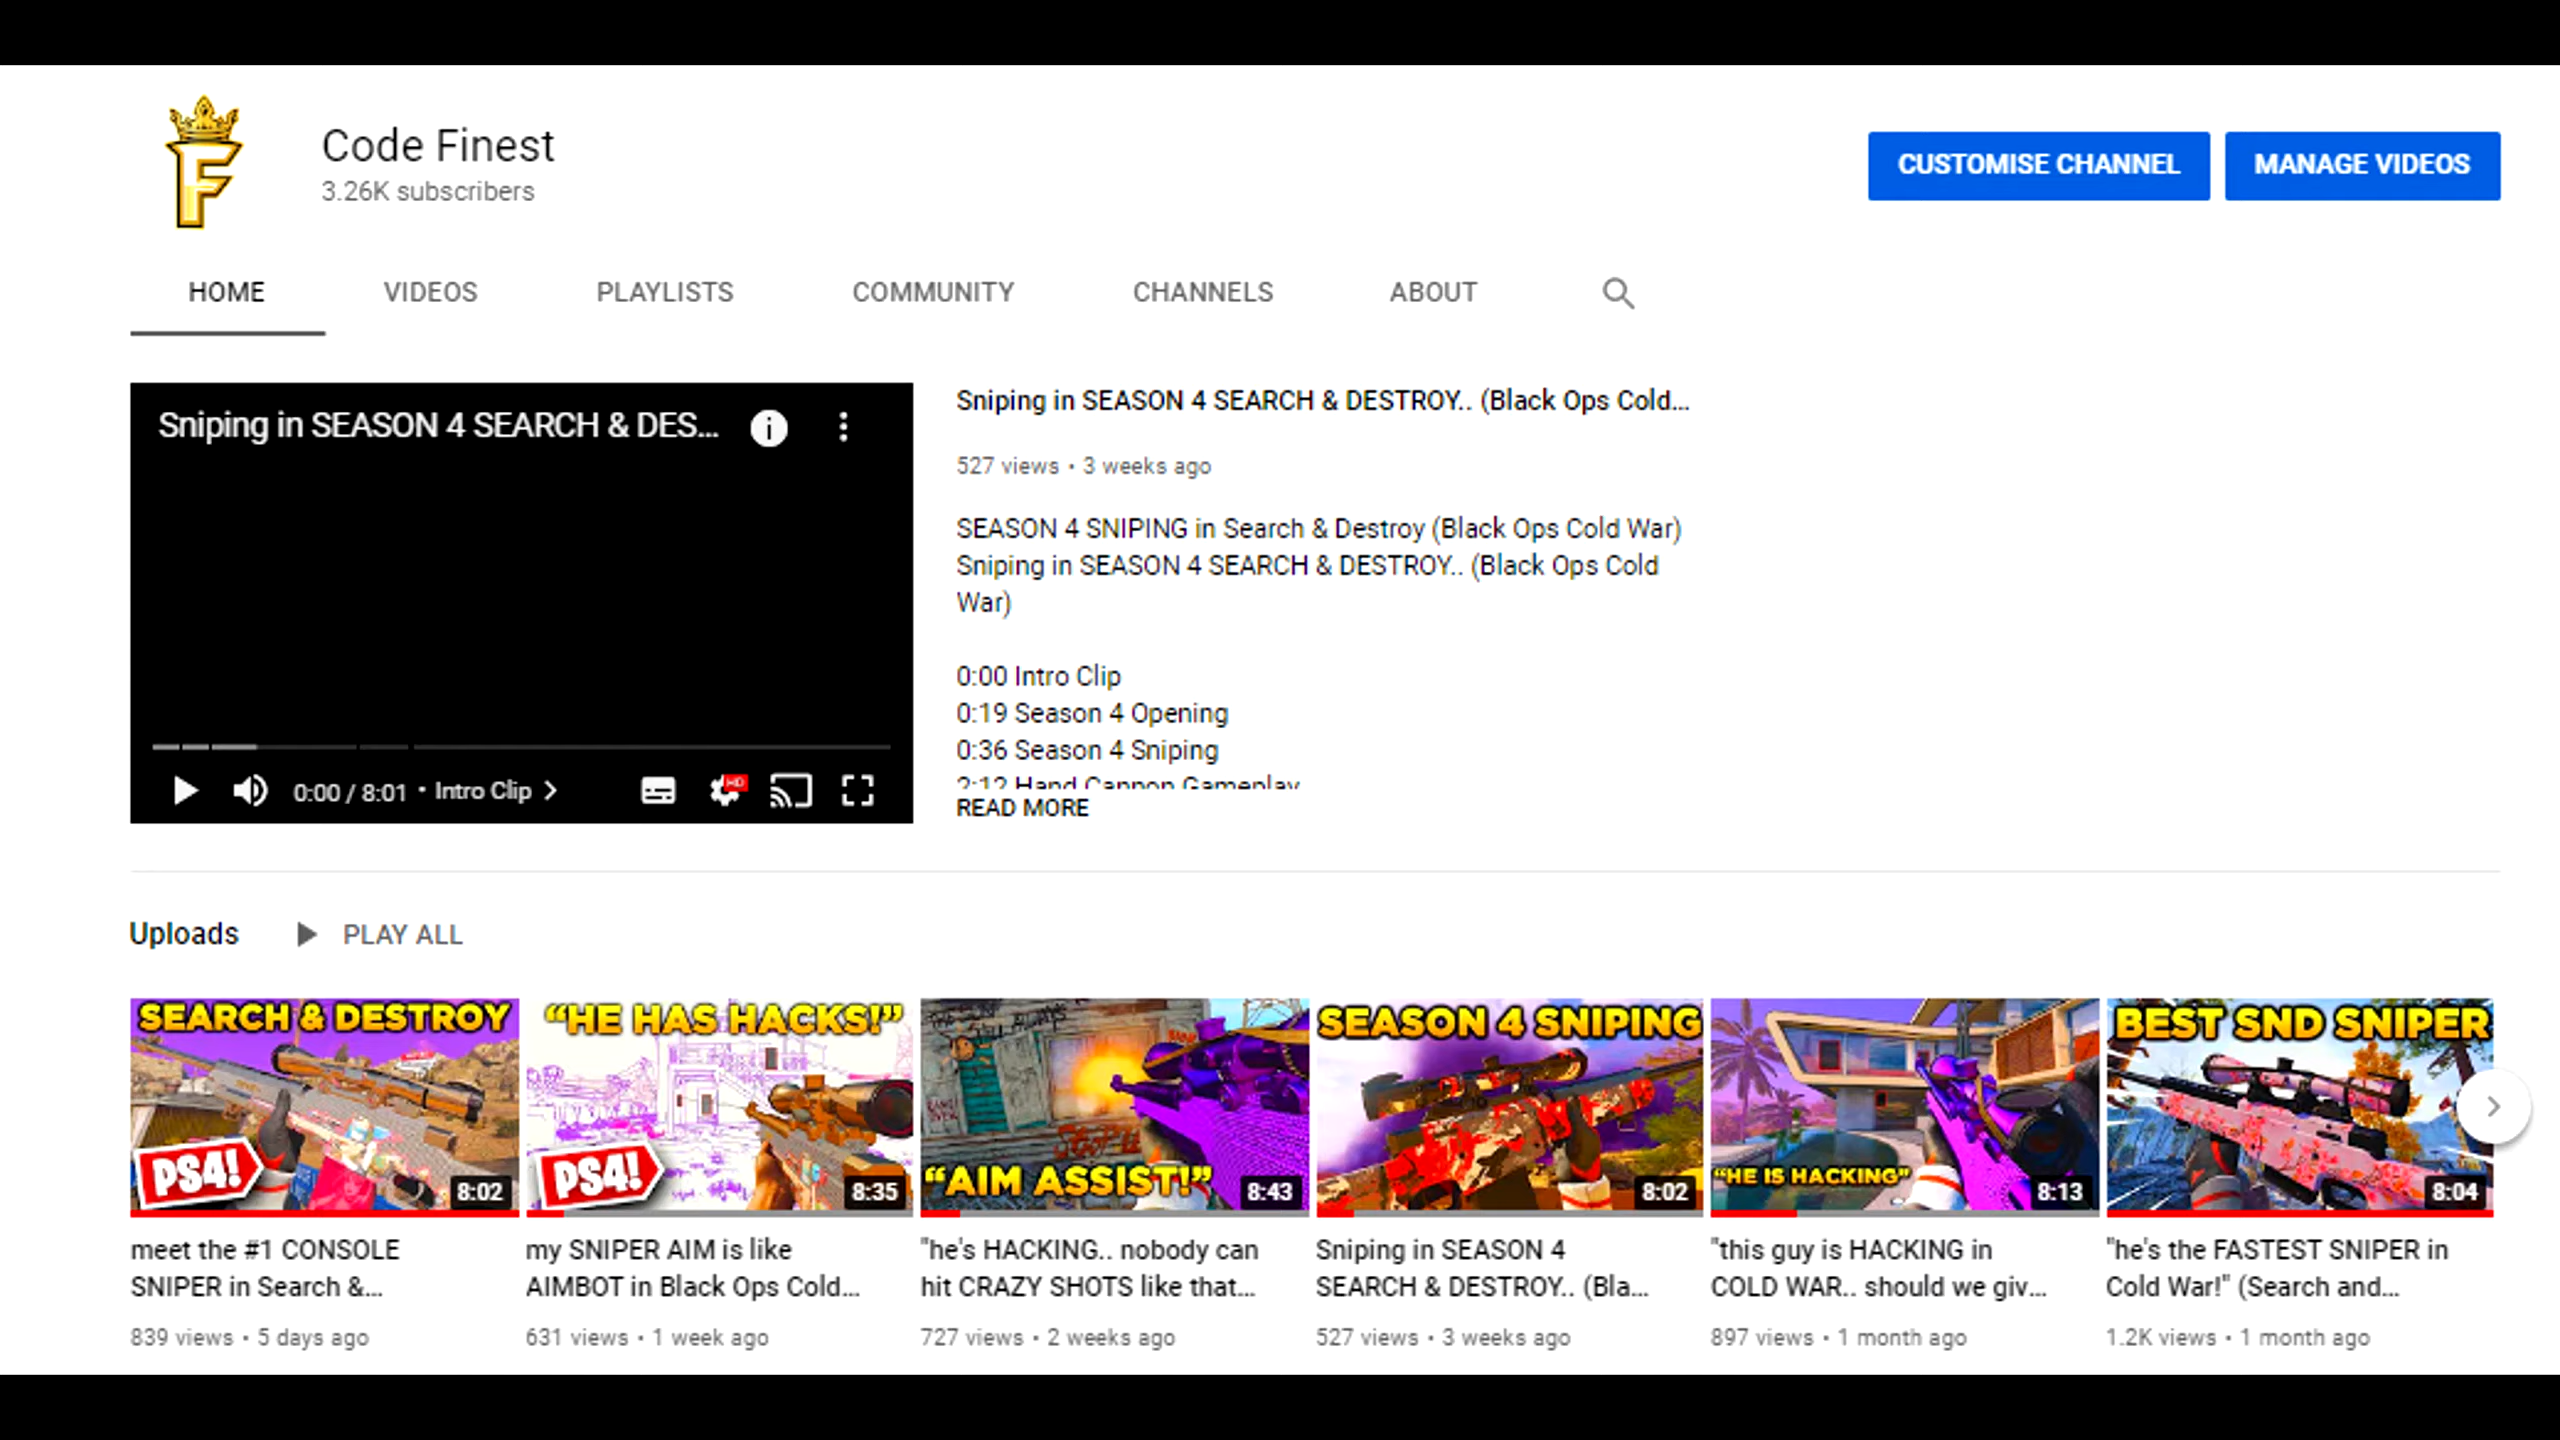 F
Code Finest
3.26K subscribers
CUSTOMISE CHANNEL
MANAGE VIDEOS
HOME
VIDEOS
PLAYLISTS
COMMUNITY
CHANNELS
ABOUT
Sniping in SEASON 4 SEARCH & DES...
0:00 / 8:01 • Intro Clip
HD
Sniping in SEASON 4 SEARCH & DESTROY.. (Black Ops Cold...
527 views • 3 weeks ago
SEASON 4 SNIPING in Search & Destroy (Black Ops Cold War)
Sniping in SEASON 4 SEARCH & DESTROY.. (Black Ops Cold
War)
0:00 Intro Clip
0:19 Season 4 Opening
0:36 Season 4 Sniping
2:12 Hand Cannon Gameplay
READ MORE
Uploads
PLAY ALL
SEARCH & DESTROY
PS4!
8:02
meet the #1 CONSOLE
SNIPER in Search &...
839 views • 5 days ago
“HE HAS HACKS!”
PS4!
8:35
my SNIPER AIM is like
AIMBOT in Black Ops Cold...
631 views • 1 week ago
“AIM ASSIST!”
8:43
"he's HACKING.. nobody can
hit CRAZY SHOTS like that...
727 views • 2 weeks ago
SEASON 4 SNIPING
8:02
Sniping in SEASON 4
SEARCH & DESTROY.. (Bla...
527 views • 3 weeks ago
“HE IS HACKING”
8:13
"this guy is HACKING in
COLD WAR.. should we giv...
897 views • 1 month ago
BEST SND SNIPER
8:04
"he's the FASTEST SNIPER in
Cold War!" (Search and...
1.2K views • 1 month ago